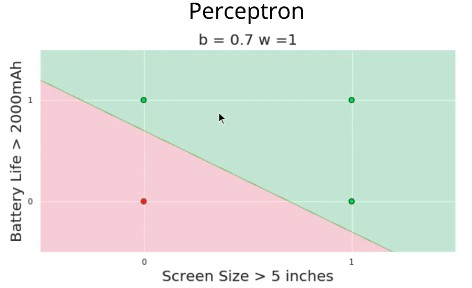 Perceptron
b = 0.7 w =1
Battery Life > 2000mAh
1
0
0
1
Screen Size > 5 inches